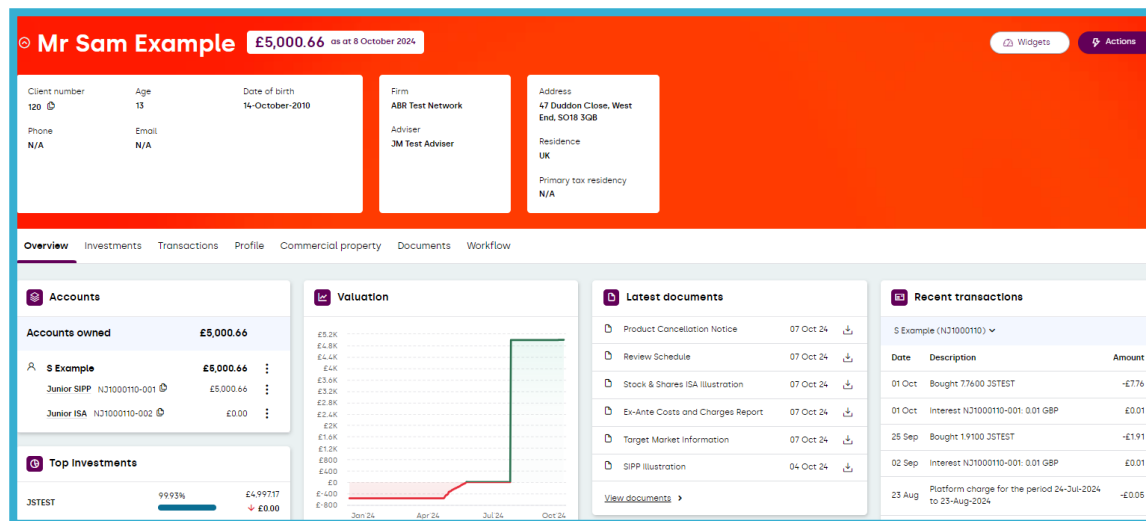 Mr Sam Example £5,000.66 as at 8 October 2024 Widgets Actions
Client number Age Date of birth
120 13 14-October-2010
Phone Email
N/A N/A
Firm
ABR Test Network
Adviser
JM Test Adviser
Address
47 Duddon Close, West
End, SO18 3QB
Residence
UK
Primary tax residency
N/A
Overview Investments Transactions Profile Commercial property Documents Workflow
Accounts
Accounts owned £5,000.66
S Example £5,000.66
Junior SIPP NJ1000110-001 £5,000.66
Junior ISA NJ1000110-002 £0.00
Top Investments
JSTEST 99.93% £4,997.17
£0.00
Valuation
£5.2K
£4.8K
£4.4K
£4K
£3.6K
£3.2K
£2.8K
£2.4K
£2K
£1.6K
£1.2K
£800
£400
£0
£-400
£-800
Jan'24 Apr'24 Jul'24 Oct'24
Latest documents
Product Cancellation Notice 07 Oct 24
Review Schedule 07 Oct 24
Stock & Shares ISA Illustration 07 Oct 24
Ex-Ante Costs and Charges Report 07 Oct 24
Target Market Information 07 Oct 24
SIPP Illustration 04 Oct 24
View documents
Recent transactions
S Example (NJ1000110)
Date Description Amount
01 Oct Bought 7.7600 JSTEST -£7.76
01 Oct Interest NJ1000110-001: 0.01 GBP £0.01
25 Sep Bought 1.9100 JSTEST -£1.91
02 Sep Interest NJ1000110-001: 0.01 GBP £0.01
23 Aug Platform charge for the period 24-Jul-2024 -£0.05
to 23-Aug-2024